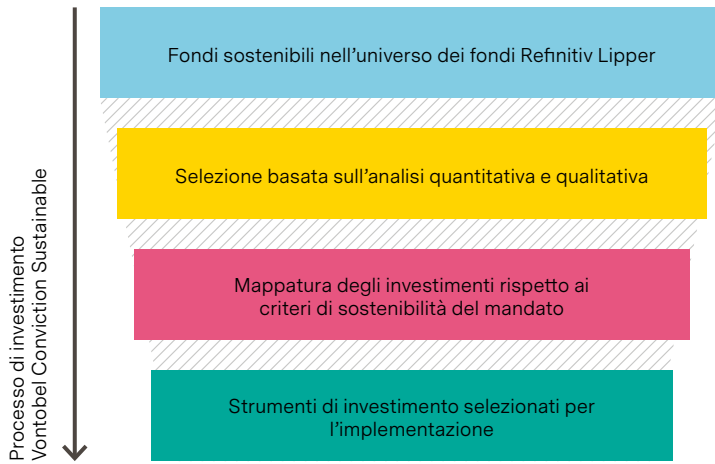 Processo di investimento
Vontobel Conviction Sustainable
Fondi sostenibili nell'universo dei fondi Refinitiv Lipper
Selezione basata sull'analisi quantitativa e qualitativa
Mappatura degli investimenti rispetto ai
criteri di sostenibilità del mandato
Strumenti di investimento selezionati per
l'implementazione